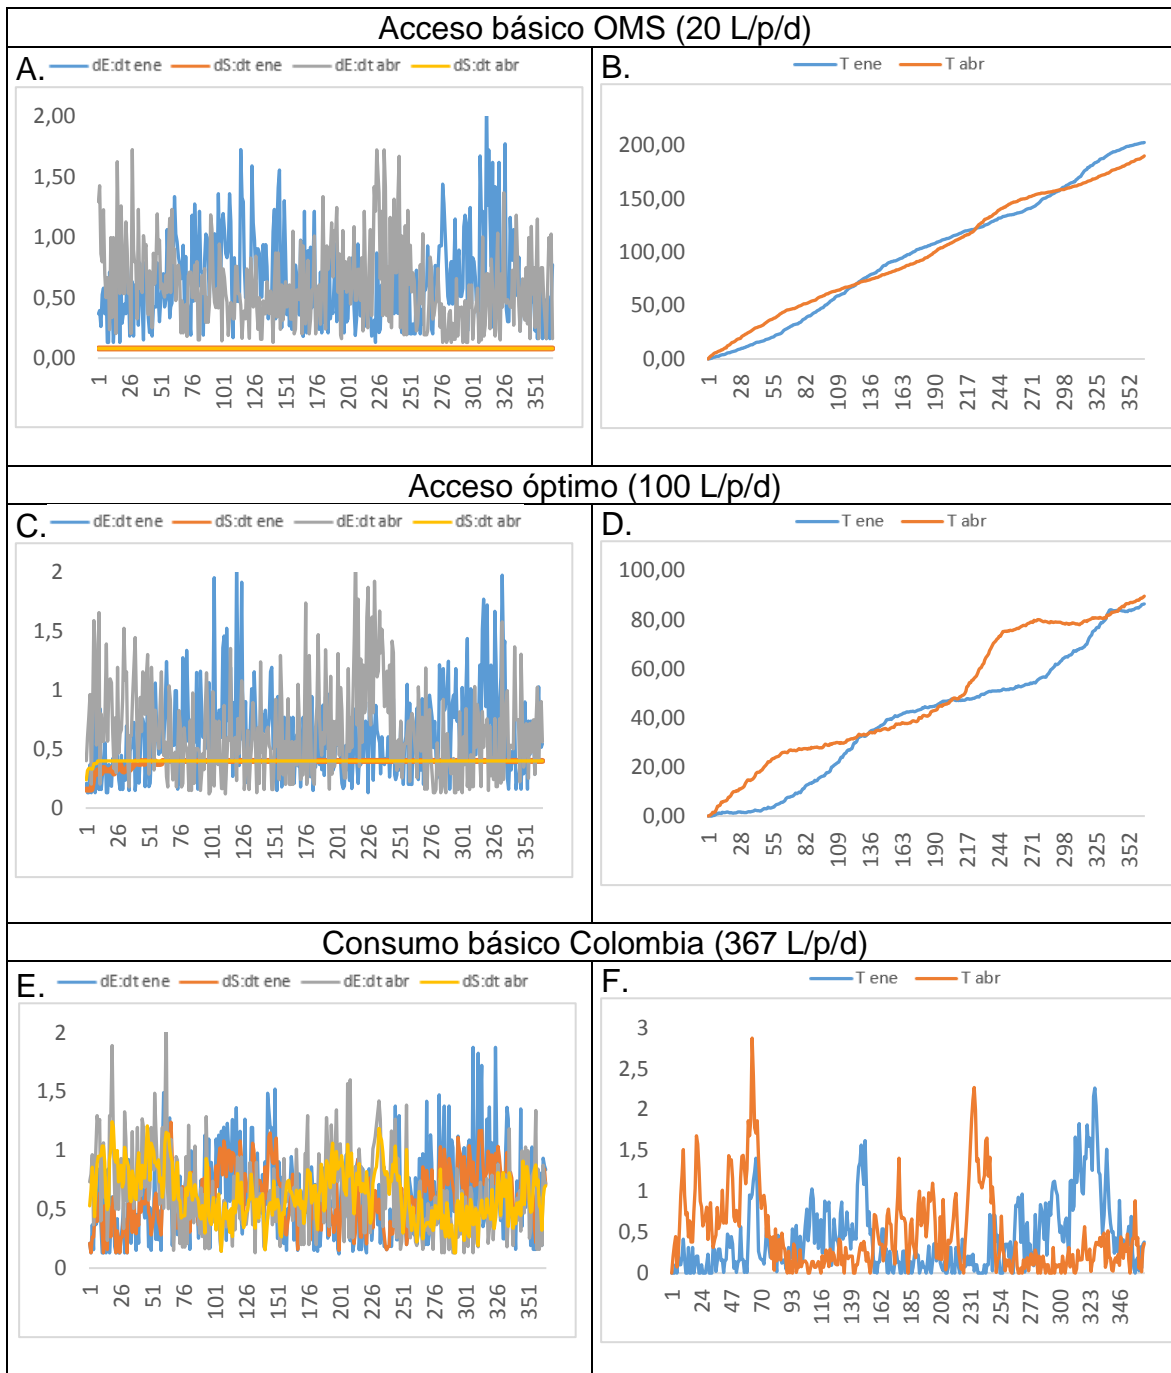 Acceso básico OMS (20 L/p/d)
A. dE:dt ene dS:dt ene dE:dt abr dS:dt abr
2,00
1,50
1,00
0,50
0,00
1 26 51 76 101 126 151 176 201 226 251 276 301 326 351
B. T ene T abr
200,00
150,00
100,00
50,00
0,00
1 28 55 82 109 136 163 190 217 244 271 298 325 352
Acceso óptimo (100 L/p/d)
C. dE:dt ene dS:dt ene dE:dt abr dS:dt abr
2
1,5
1
0,5
0
1 26 51 76 101 126 151 176 201 226 251 276 301 326 351
D. T ene T abr
100,00
80,00
60,00
40,00
20,00
0,00
1 28 55 82 109 136 163 190 217 244 271 298 325 352
Consumo básico Colombia (367 L/p/d)
E. dE:dt ene dS:dt ene dE:dt abr dS:dt abr
2
1,5
1
0,5
0
1 26 51 76 101 126 151 176 201 226 251 276 301 326 351
F. T ene T abr
3
2,5
2
1,5
1
0,5
0
1 24 47 70 93 116 139 162 185 208 231 254 277 300 323 346